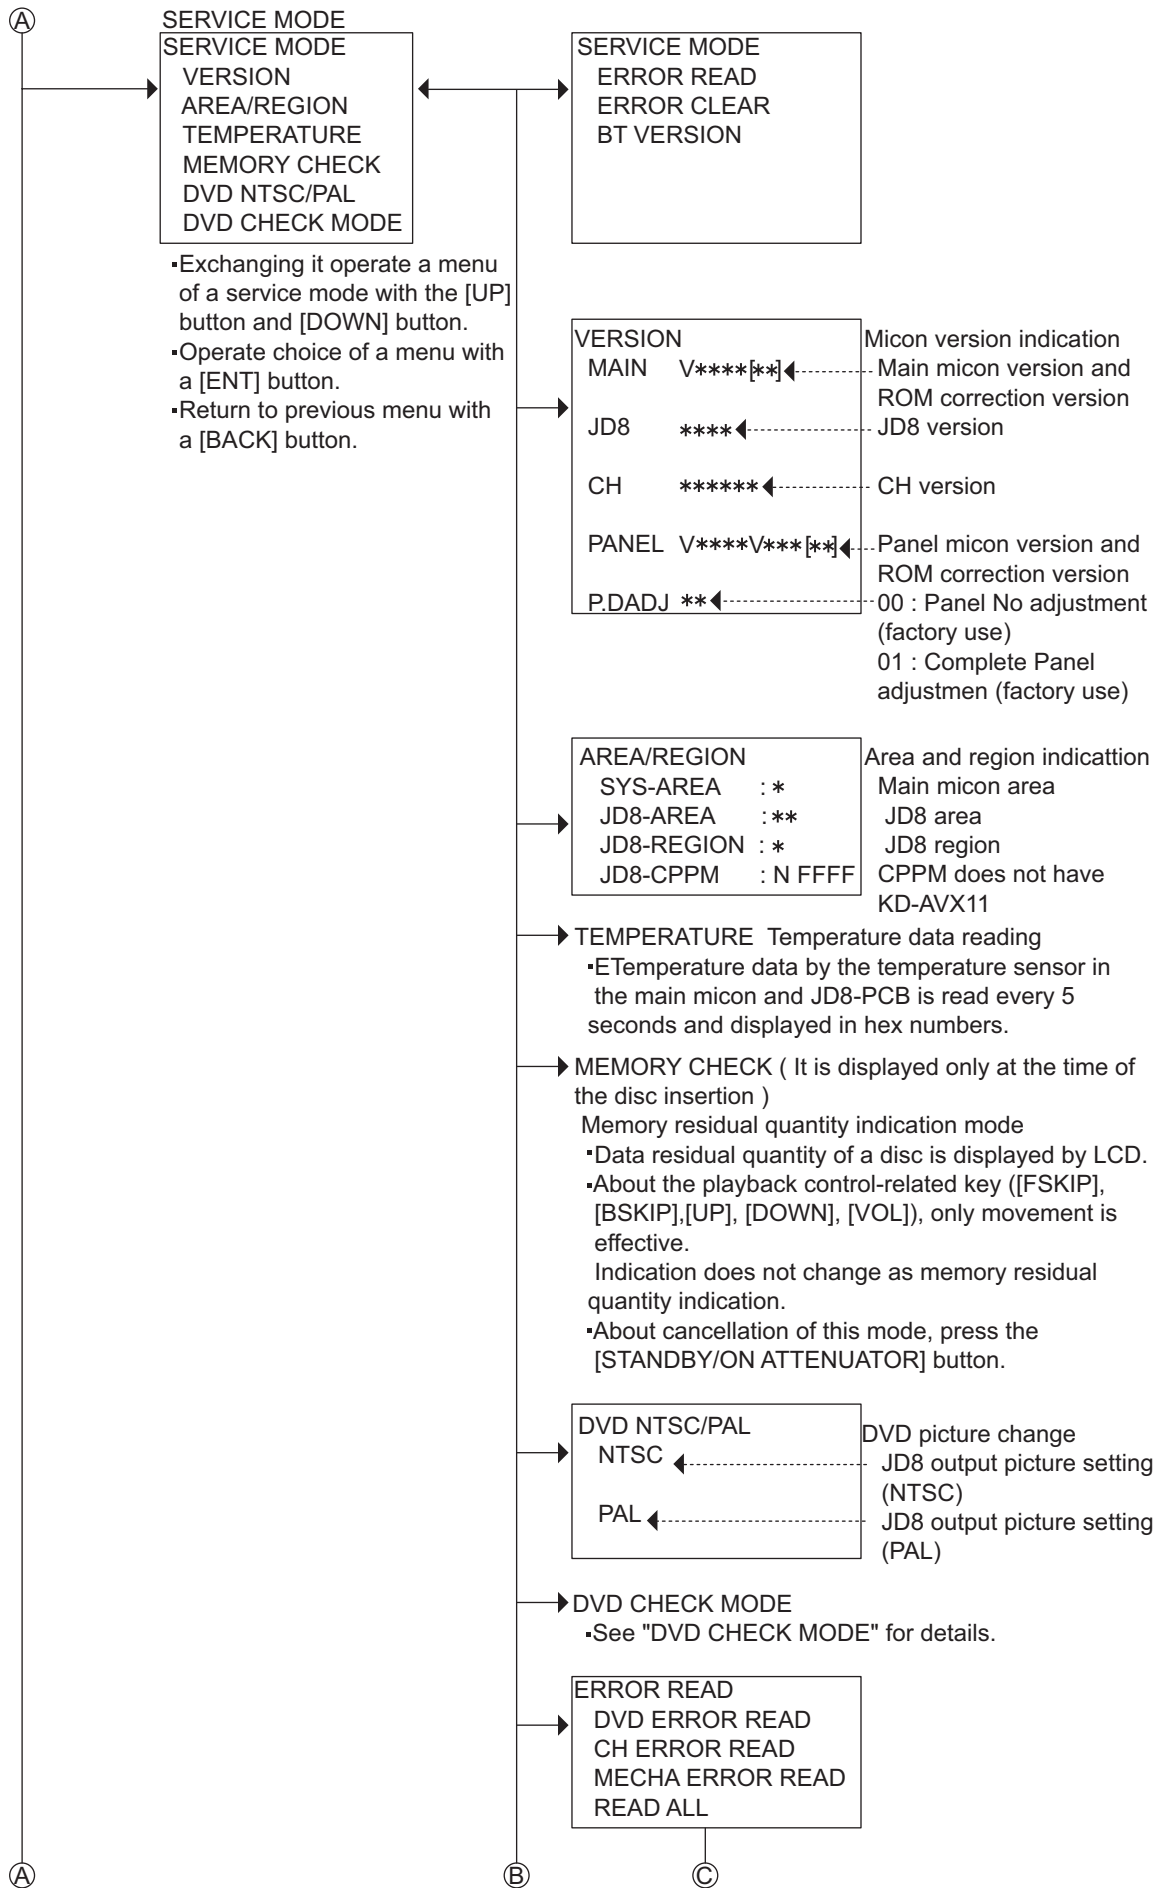 A
SERVICE MODE
SERVICE MODE
VERSION
AREA/REGION
TEMPERATURE
MEMORY CHECK
DVD NTSC/PAL
DVD CHECK MODE
SERVICE MODE
ERROR READ
ERROR CLEAR
BT VERSION
▪Exchanging it operate a menu
of a service mode with the [UP]
button and [DOWN] button.
▪Operate choice of a menu with
a [ENT] button.
▪Return to previous menu with
a [BACK] button.
VERSION
MAIN V****[**]
JD8 ****
CH ******
PANEL V****V***[**]
P.DADJ **
Micon version indication
Main micon version and
ROM correction version
JD8 version
CH version
Panel micon version and
ROM correction version
00 : Panel No adjustment
(factory use)
01 : Complete Panel
adjustmen (factory use)
AREA/REGION
SYS-AREA : *
JD8-AREA : **
JD8-REGION : *
JD8-CPPM : N FFFF
Area and region indicattion
Main micon area
JD8 area
JD8 region
CPPM does not have
KD-AVX11
TEMPERATURE Temperature data reading
▪ETemperature data by the temperature sensor in
the main micon and JD8-PCB is read every 5
seconds and displayed in hex numbers.
MEMORY CHECK ( It is displayed only at the time of
the disc insertion )
Memory residual quantity indication mode
▪Data residual quantity of a disc is displayed by LCD.
▪About the playback control-related key ([FSKIP],
[BSKIP],[UP], [DOWN], [VOL]), only movement is
effective.
Indication does not change as memory residual
quantity indication.
▪About cancellation of this mode, press the
[STANDBY/ON ATTENUATOR] button.
DVD NTSC/PAL
NTSC
PAL
DVD picture change
JD8 output picture setting
(NTSC)
JD8 output picture setting
(PAL)
DVD CHECK MODE
▪See "DVD CHECK MODE" for details.
ERROR READ
DVD ERROR READ
CH ERROR READ
MECHA ERROR READ
READ ALL
A
B
C